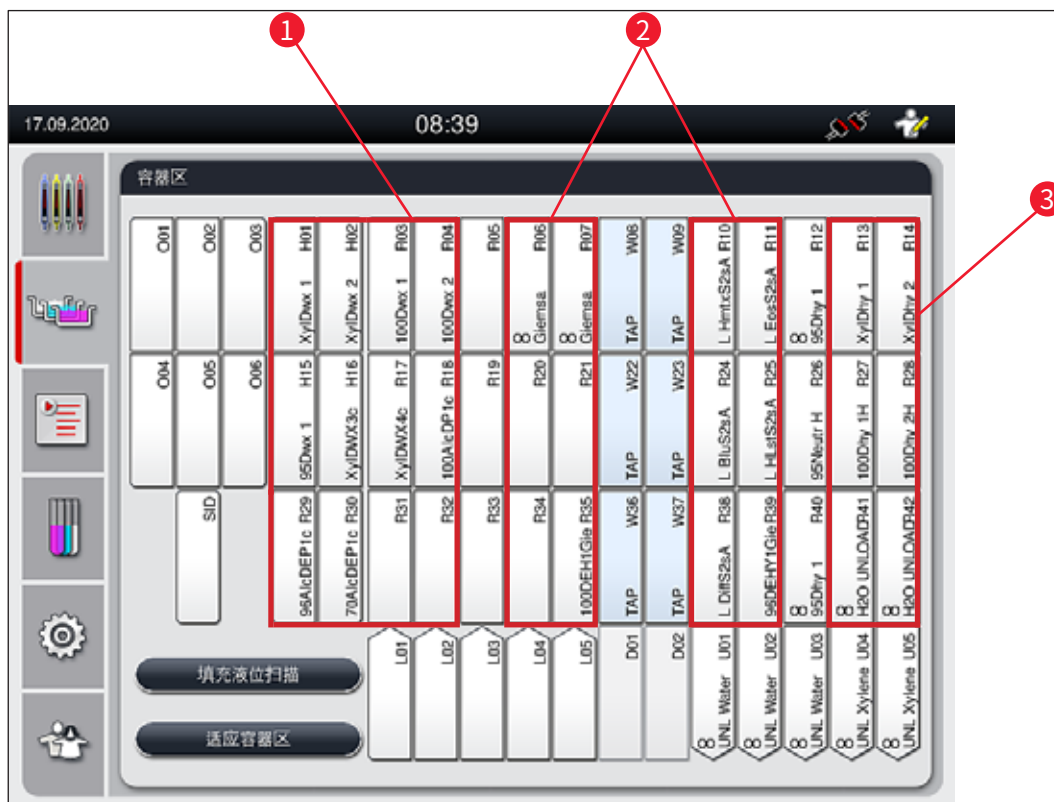 1
2
3
17.09.2020
08:39
容器区
O01
O02
O03
XylDwx 1 H01
XylDwx 2 H02
100Dwx 1 R03
100Dwx 2 R04
R05
∞ Giemsa R06
∞ Giemsa R07
TAP W08
TAP W09
L HmtxS2sA R10
L EosS2sA R11
∞ 95Dhy 1 R12
XylDhy 1 R13
XylDhy 2 R14
O04
O05
O06
95Dwx 1 H15
XylDWX3c H16
XylDWX4c R17
100AlcDP1c R18
R19
R20
R21
TAP W22
TAP W23
L BluS2sA R24
L HLstS2sA R25
95Neutr H R26
100Dhy 1H R27
100Dhy 2H R28
SID
96AlcDEP1c R29
70AlcDEP1c R30
R31
R32
R33
R34
100DEH1Gie R35
TAP W36
TAP W37
L DiffS2sA R38
96DEHY1Gie R39
∞ 95Dhy 1 R40
∞ H2O UNLOADR41
∞ H2O UNLOADR42
填充液位扫描
适应容器区
L01
L02
L03
L04
L05
D01
D02
∞ UNL Water U01
∞ UNL Water U02
∞ UNL Water U03
∞ UNL Xylene U04
∞ UNL Xylene U05